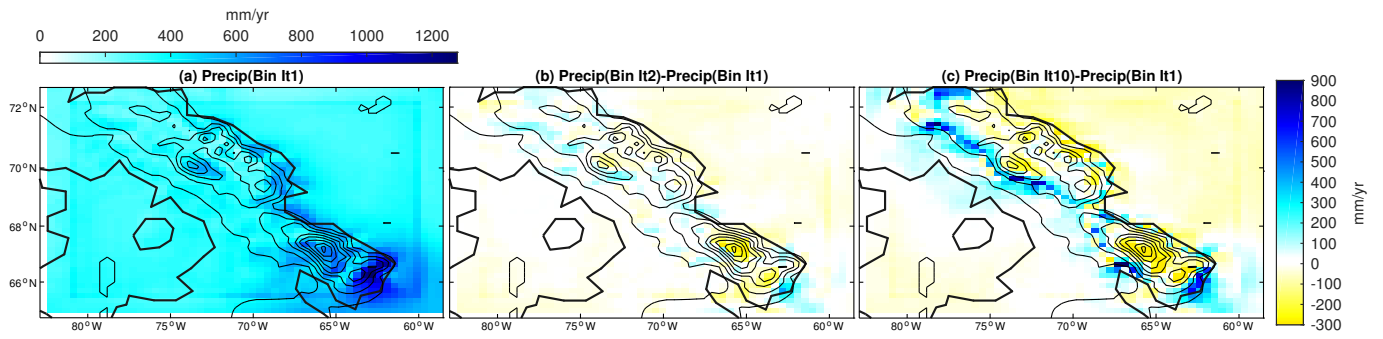 mm/yr
0 200 400 600 800 1000 1200
(a) Precip(Bin It1) (b) Precip(Bin It2)-Precip(Bin It1) (c) Precip(Bin It10)-Precip(Bin It1)
72°N
70°N
68°N
66°N
80°W 75°W 70°W 65°W 60°W 80°W 75°W 70°W 65°W 60°W 80°W 75°W 70°W 65°W 60°W
900
800
700
600
500
400
300
200
100
0
-100
-200
-300
mm/yr